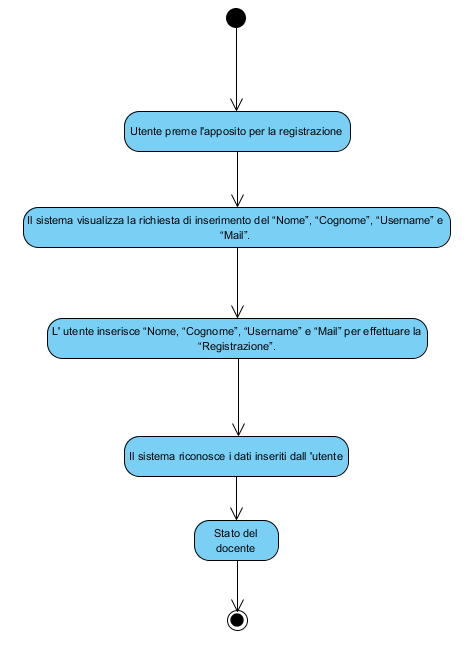 Utente preme l'apposito per la registrazione
Il sistema visualizza la richiesta di inserimento del “Nome”, “Cognome”, “Username” e
“Mail”.
L' utente inserisce “Nome, “Cognome”, “Username” e “Mail” per effettuare la
“Registrazione”.
Il sistema riconosce i dati inseriti dall 'utente
Stato del
docente